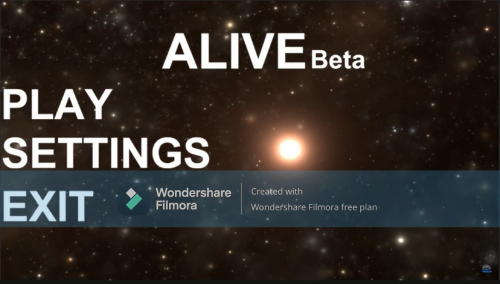 ALIVE Beta
PLAY
SETTINGS
EXIT
Wondershare
Filmora
Created with
Wondershare Filmora free plan